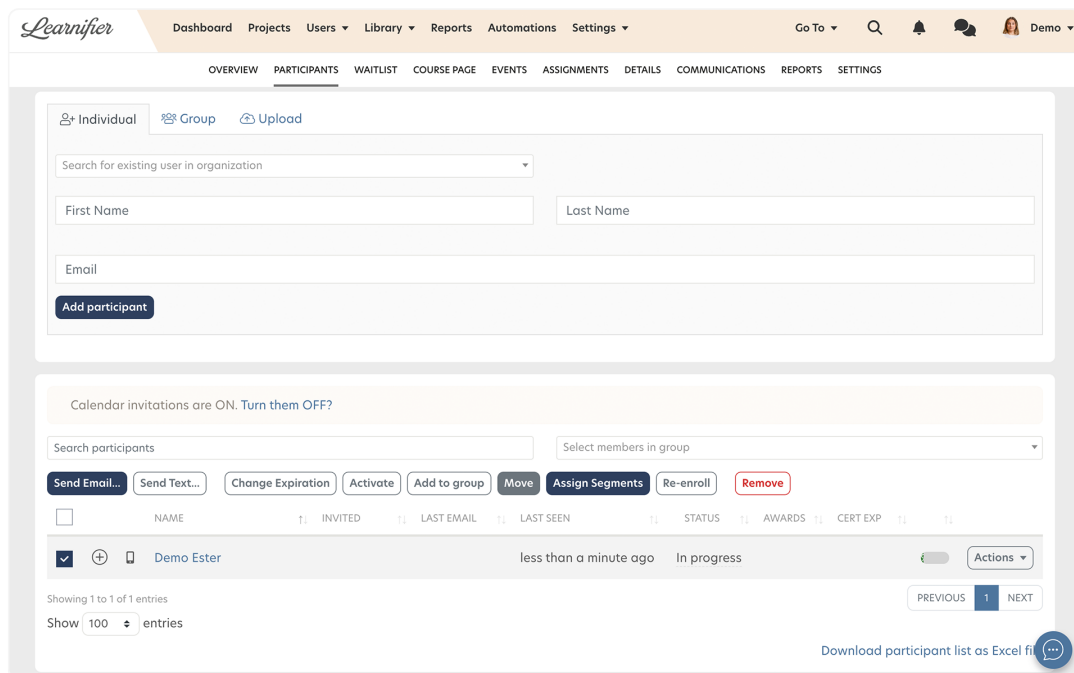 Learnifier Dashboard Projects Users Library Reports Automations Settings Go To Demo
OVERVIEW PARTICIPANTS WAITLIST COURSE PAGE EVENTS ASSIGNMENTS DETAILS COMMUNICATIONS REPORTS SETTINGS
Individual Group Upload
Search for existing user in organization
First Name Last Name
Email
Add participant
Calendar invitations are ON. Turn them OFF?
Search participants Select members in group
Send Email... Send Text... Change Expiration Activate Add to group Move Assign Segments Re-enroll Remove
NAME INVITED LAST EMAIL LAST SEEN STATUS AWARDS CERT EXP
Demo Ester less than a minute ago In progress Actions
Showing 1 to 1 of 1 entries PREVIOUS 1 NEXT
Show 100 entries
Download participant list as Excel fi